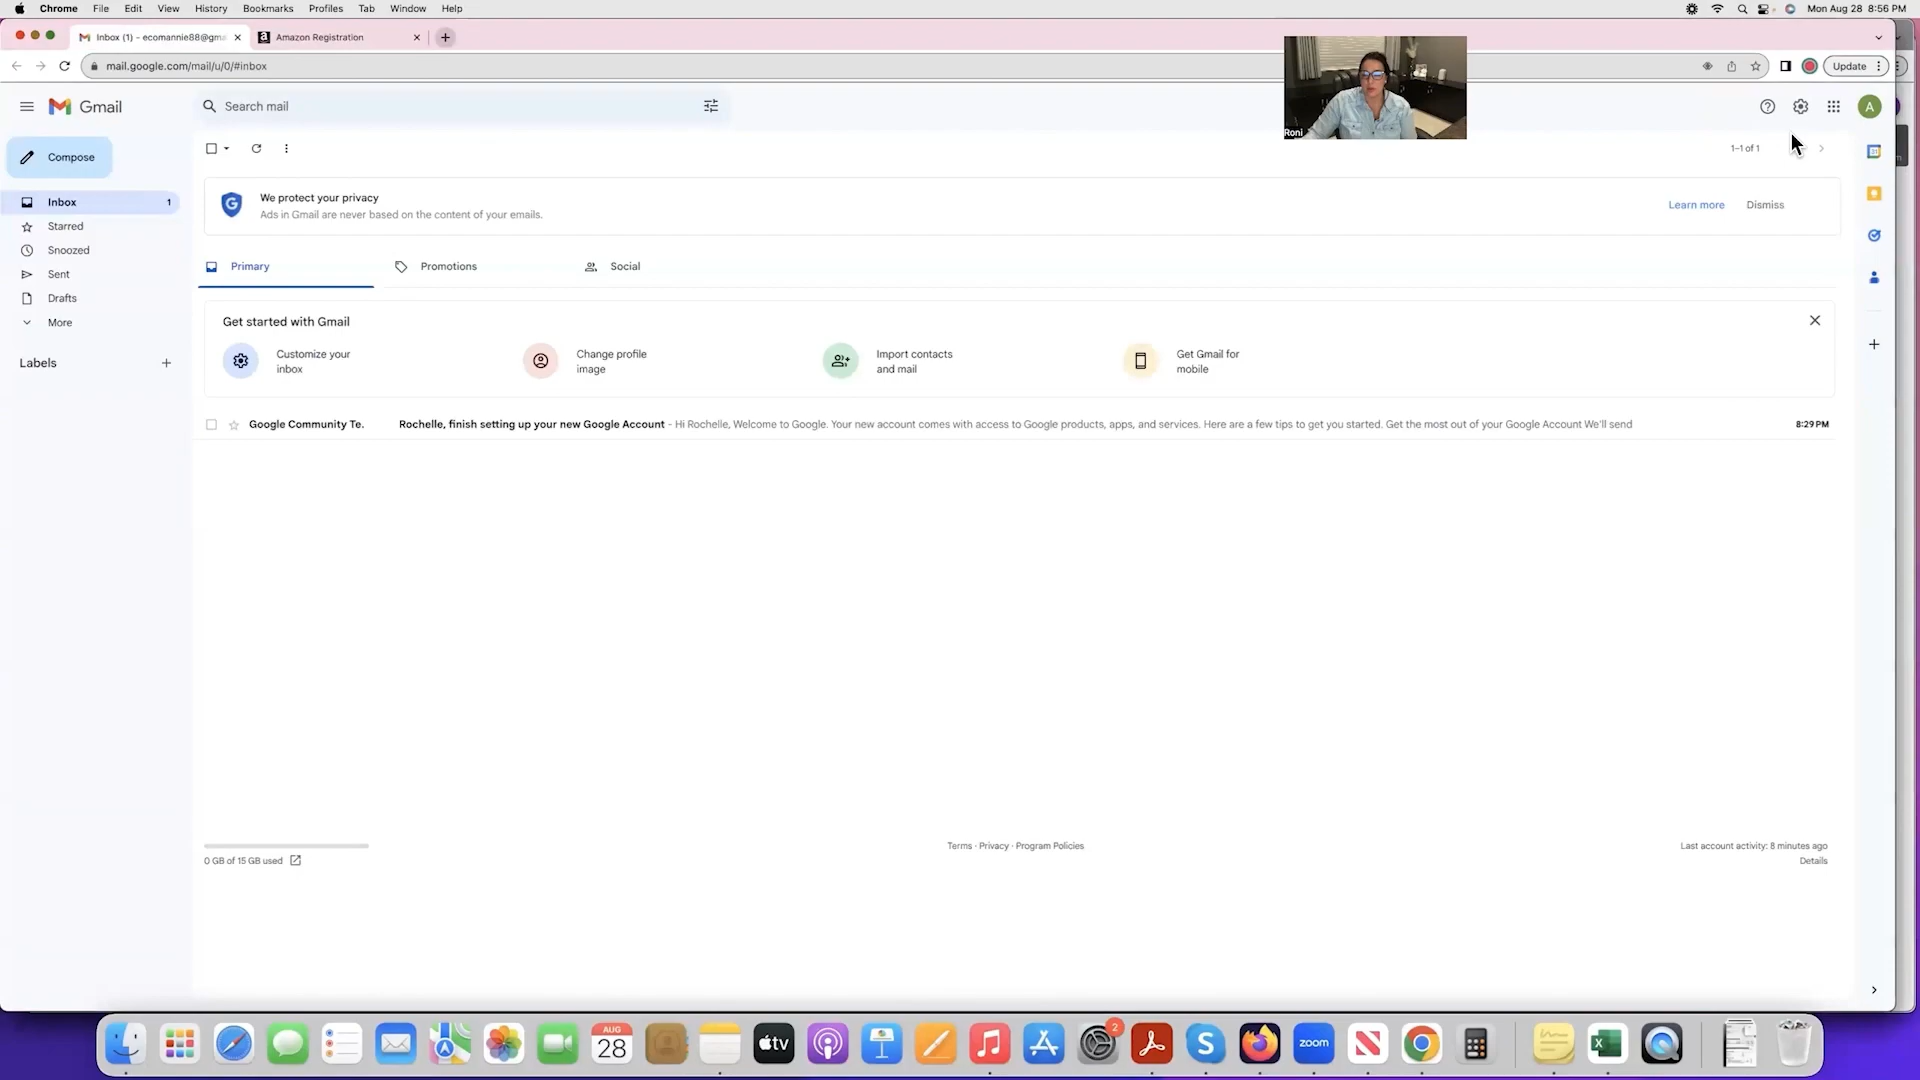 Chrome File Edit View History Bookmarks Profiles Tab Window Help Mon Aug 28 8:56 PM
Inbox (1) - ecomannie88@gma Amazon Registration
mail.google.com/mail/u/0/#inbox Update
Gmail Search mail A
Roni
Compose
1–1 of 1
We protect your privacy
Ads in Gmail are never based on the content of your emails.
Learn more Dismiss
Inbox 1
Starred
Snoozed
Sent
Drafts
More
Labels
Primary Promotions Social
Get started with Gmail
Customize your inbox
Change profile image
Import contacts and mail
Get Gmail for mobile
Google Community Te. Rochelle, finish setting up your new Google Account - Hi Rochelle, Welcome to Google. Your new account comes with access to Google products, apps, and services. Here are a few tips to get you started. Get the most out of your Google Account We'll send 8:29 PM
0 GB of 15 GB used
Terms · Privacy · Program Policies
Last account activity: 8 minutes ago
Details
AUG
28
tv
2
zoom